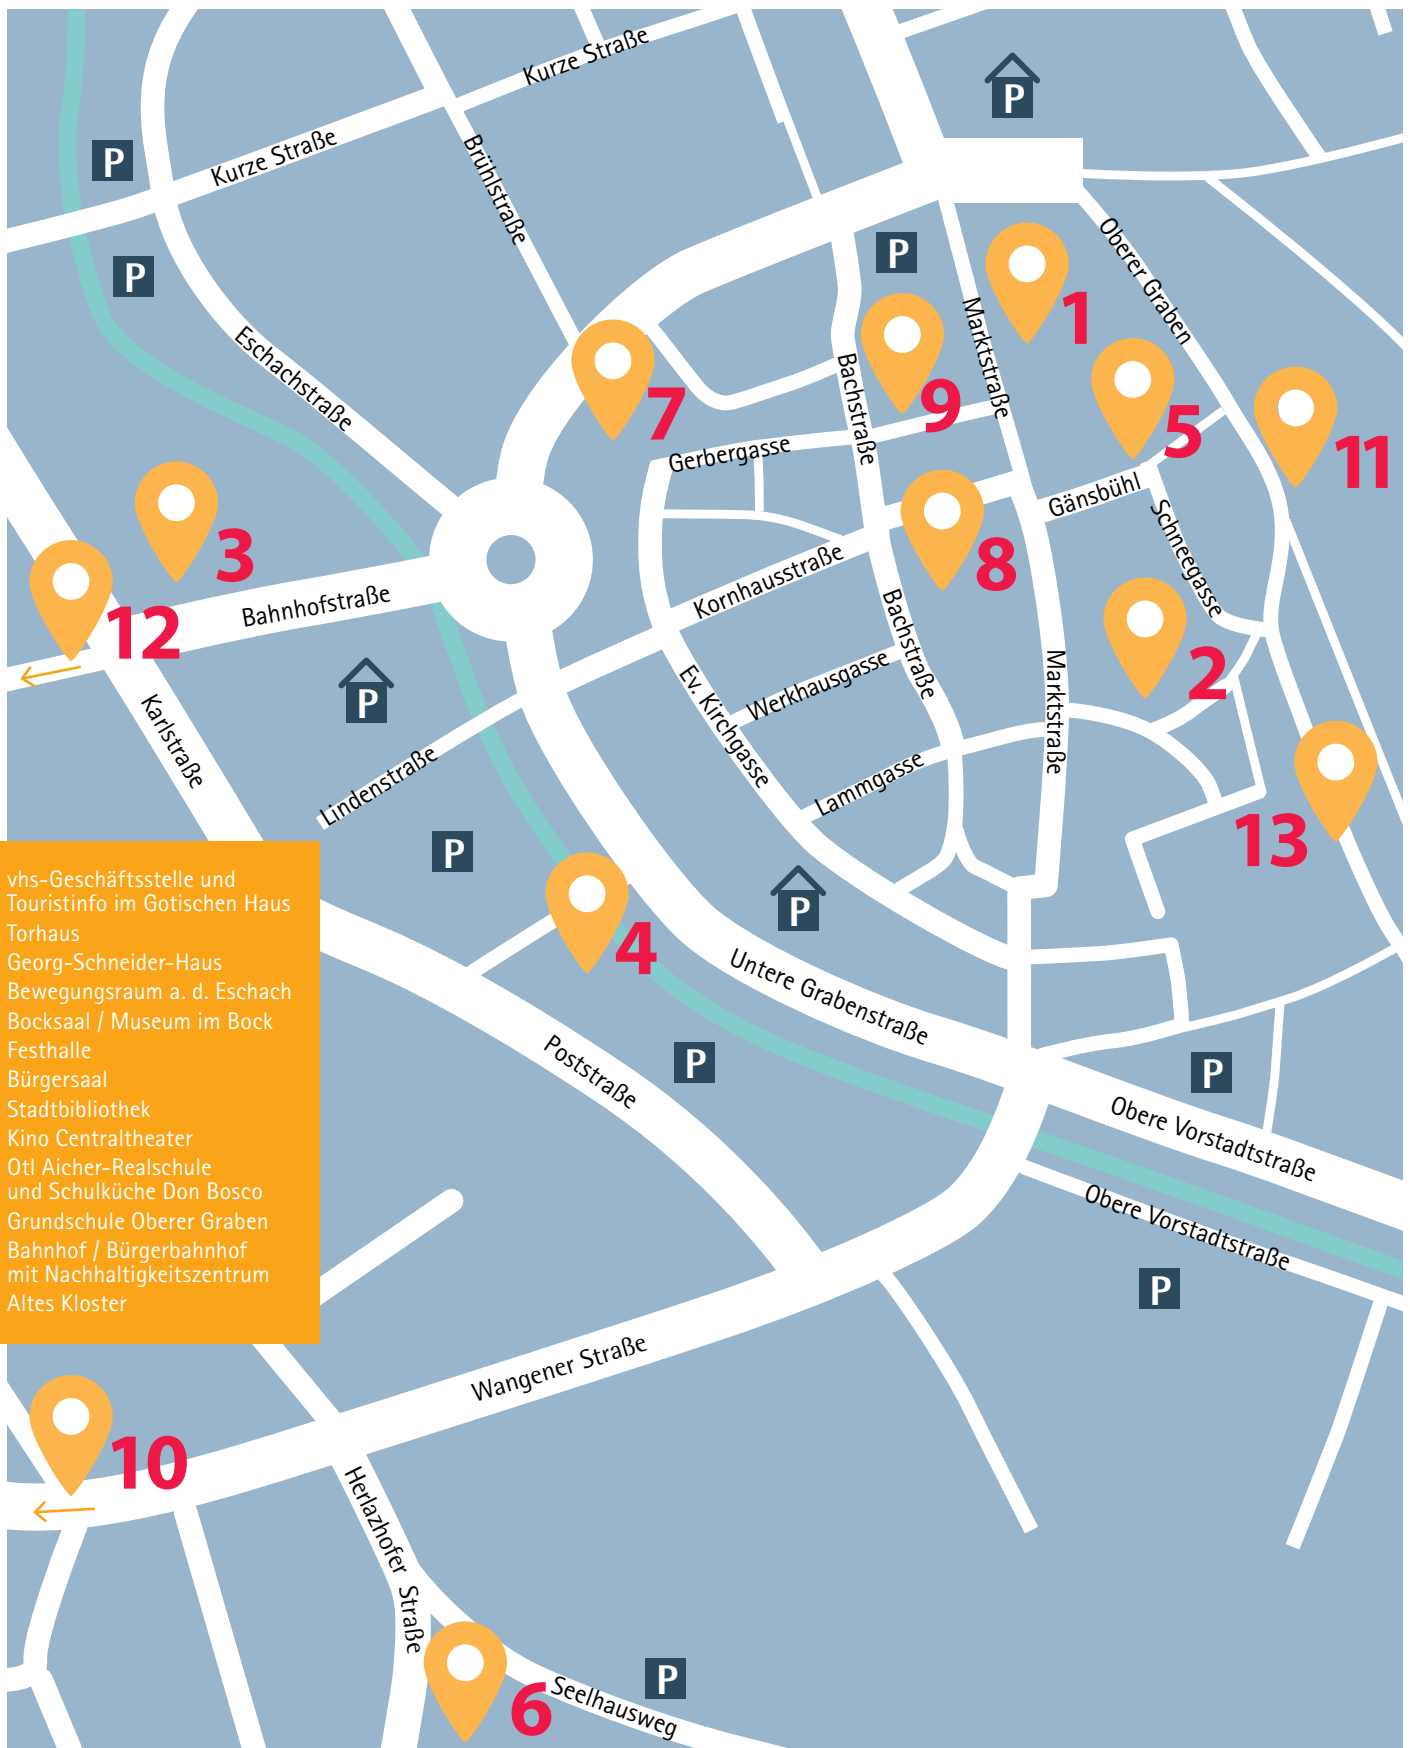 Kurze Straße
P
Kurze Straße
P
Brühlstraße
P
P
Oberer Graben
1
Marktstraße
Eschachstraße
7
Bachstraße
9
5
11
Gerbergasse
Gänsbühl
3
8
Schneegasse
Kornhausstraße
Bahnhofstraße
12
Bachstraße
2
P
Werkhausgasse
Ev. Kirchgasse
Marktstraße
Karlstraße
Lindenstraße
Lammgasse
13
P
P
vhs-Geschäftsstelle und
Touristinfo im Gotischen Haus
Torhaus
Georg-Schneider-Haus
Bewegungsraum a. d. Eschach
Bocksaal / Museum im Bock
Festhalle
Bürgersaal
Stadtbibliothek
Kino Centraltheater
Otl Aicher-Realschule
und Schulküche Don Bosco
Grundschule Oberer Graben
Bahnhof / Bürgerbahnhof
mit Nachhaltigkeitszentrum
Altes Kloster
4
Untere Grabenstraße
Poststraße
P
P
Obere Vorstadtstraße
Obere Vorstadtstraße
P
Wangener Straße
10
Herlazhofer Straße
P
6
Seelhausweg